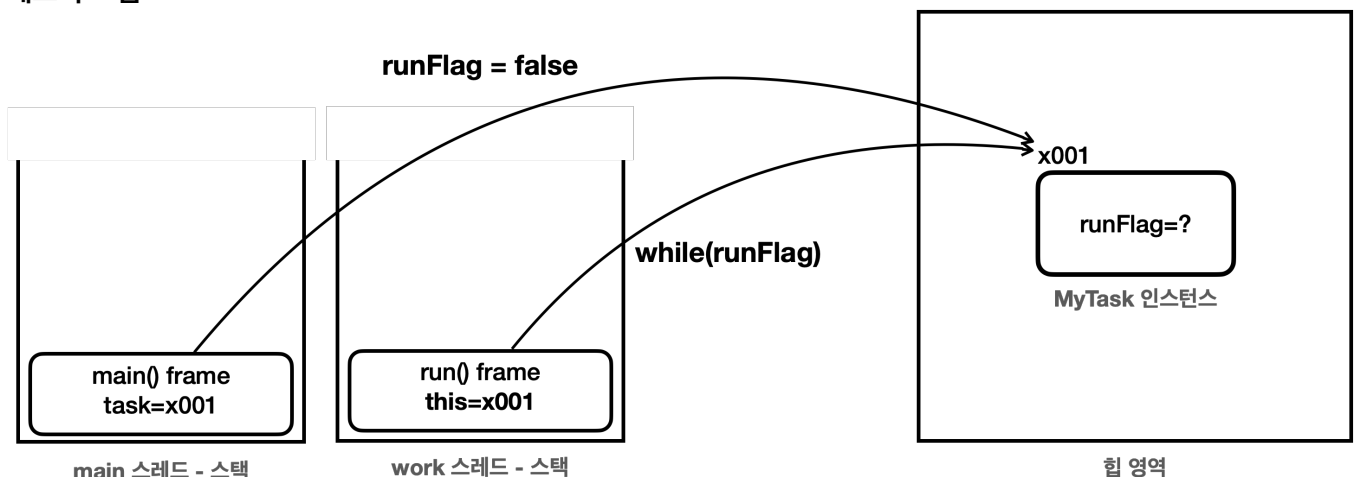 runFlag = false
x001
runFlag=?
while(runFlag)
MyTask 인스턴스
main() frame
task=x001
run() frame
this=x001
main 스레드 - 스택
work 스레드 - 스택
힙 영역